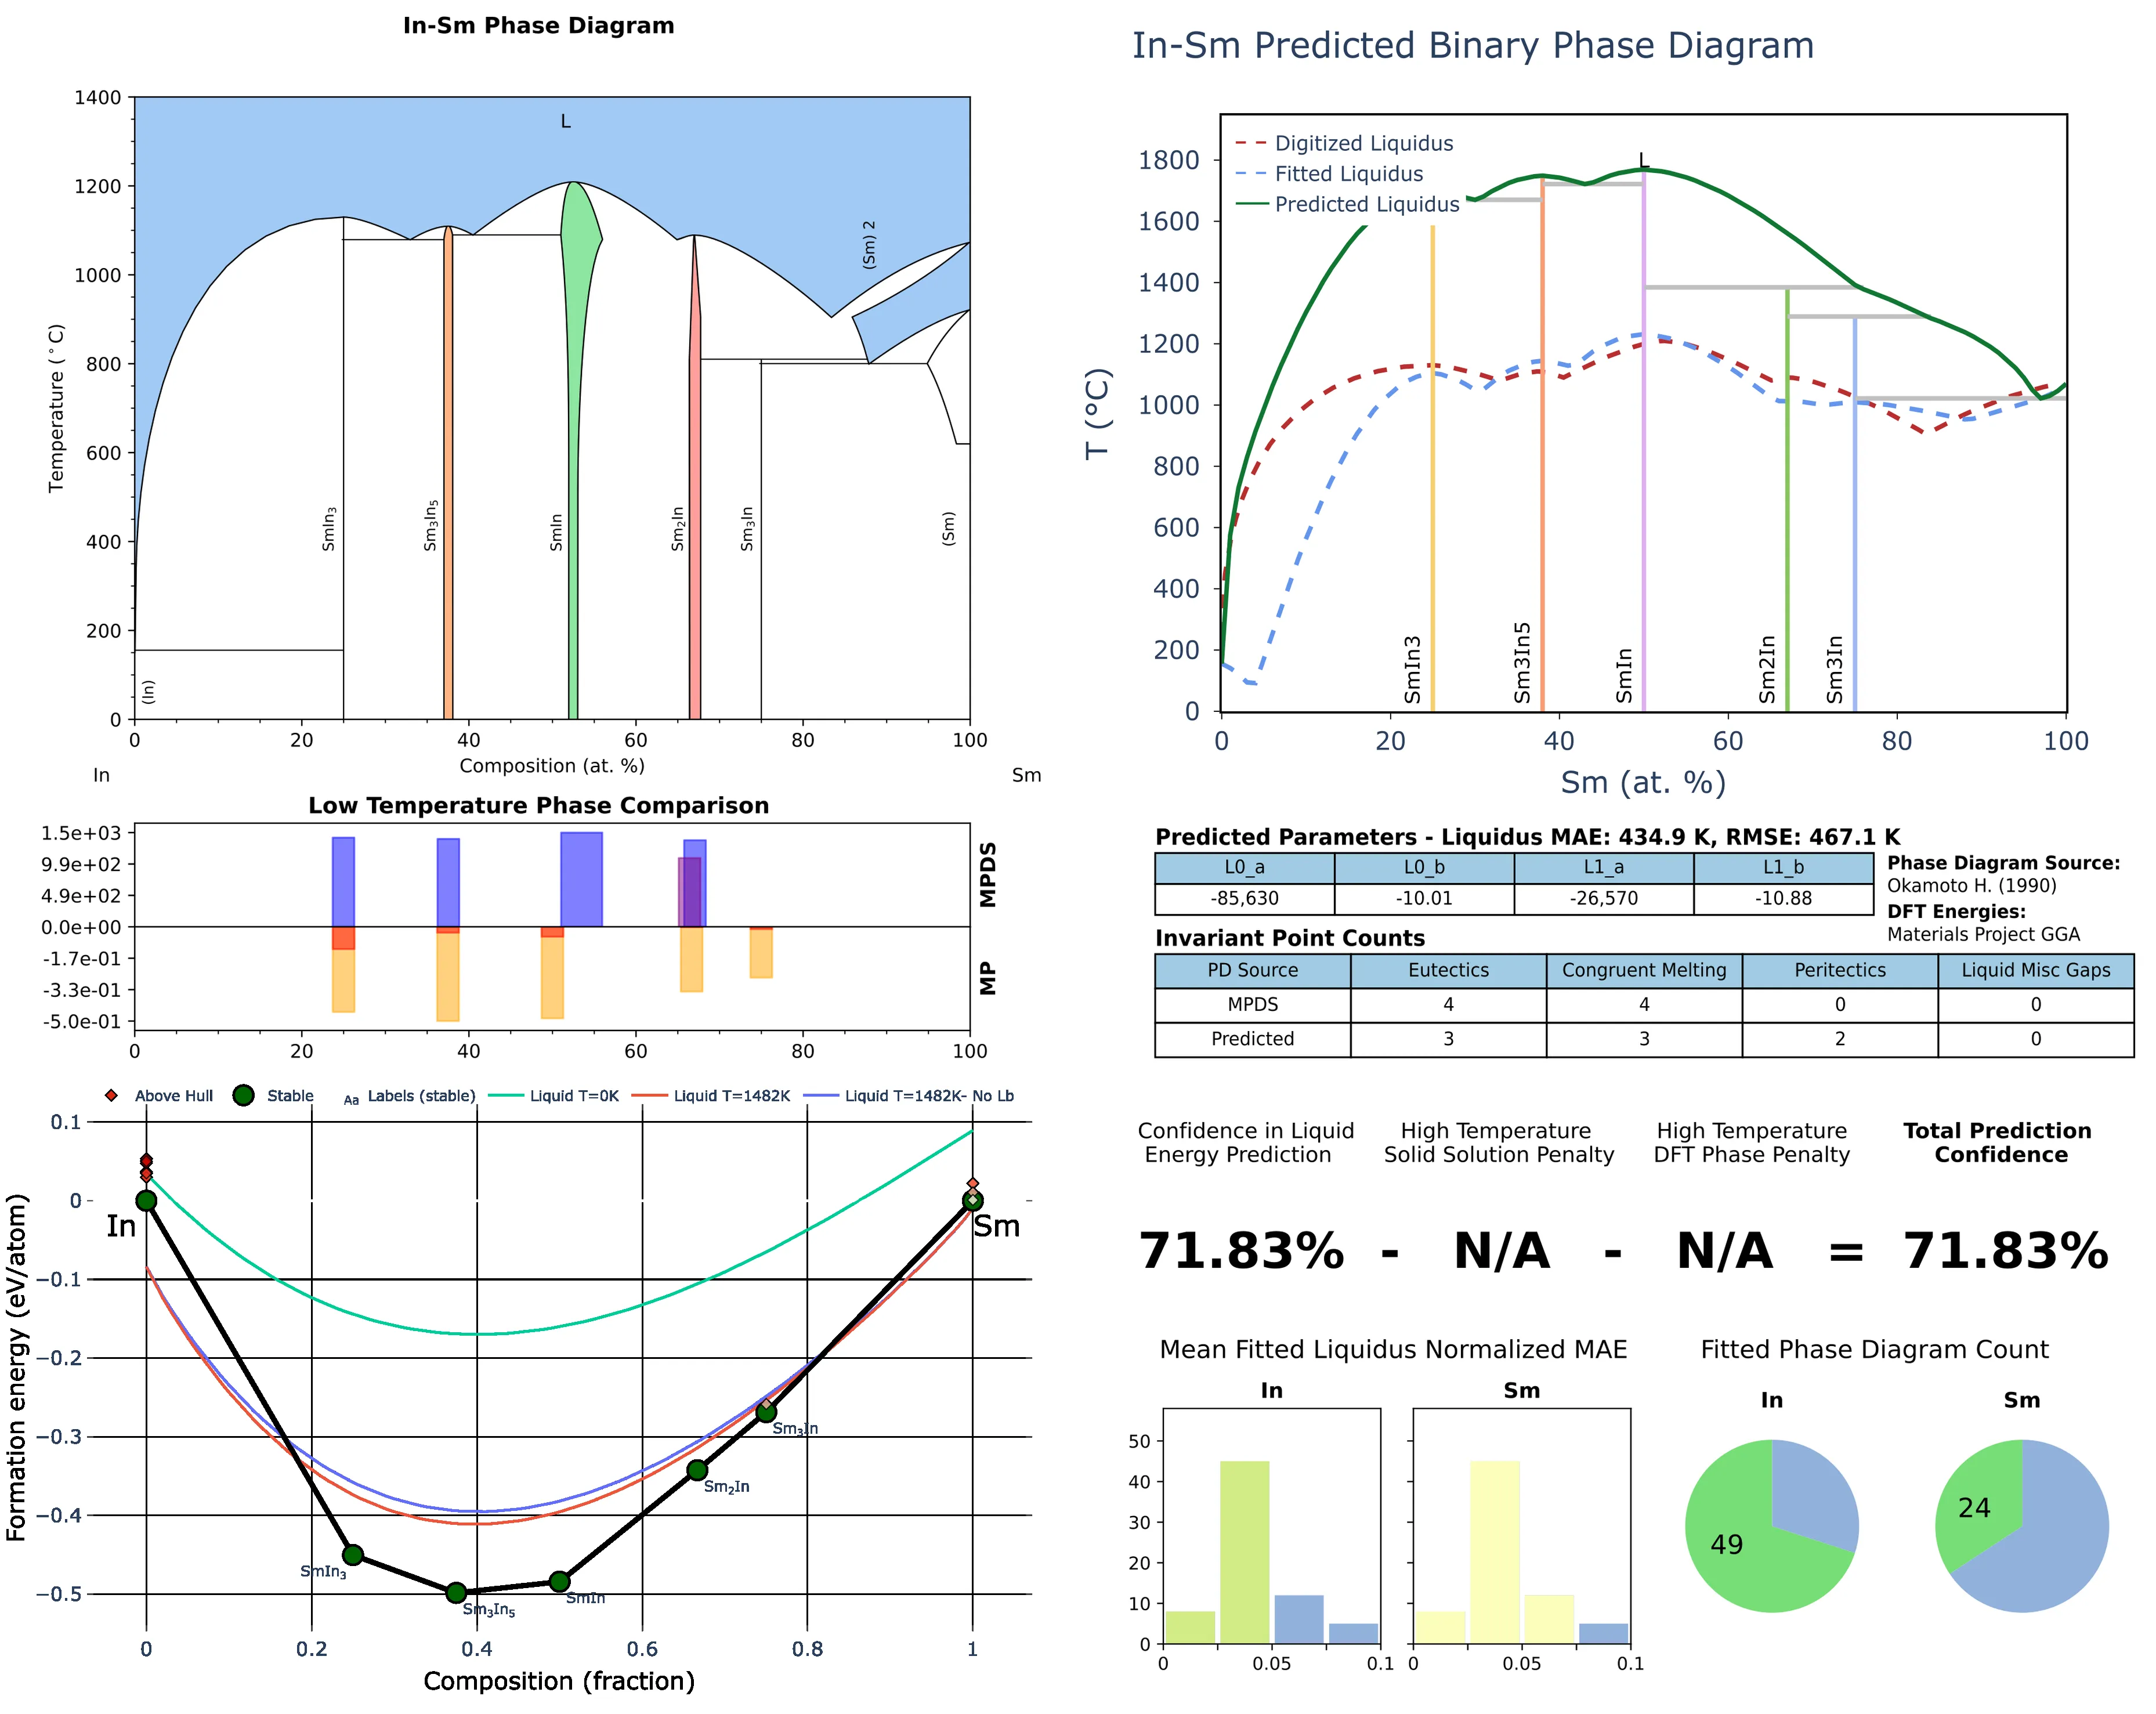 In-Sm Phase Diagram
1400
1200
1000
800
600
400
200
0
Temperature (°C)
L
(Sm) 2
SmIn3
Sm3In5
SmIn
Sm2In
Sm3In
(Sm)
(In)
0 20 40 60 80 100
Composition (at. %)
In Sm
In-Sm Predicted Binary Phase Diagram
Digitized Liquidus
Fitted Liquidus
Predicted Liquidus
L
1800
1600
1400
1200
1000
800
600
400
200
0
T (°C)
SmIn3
Sm3In5
SmIn
Sm2In
Sm3In
0 20 40 60 80 100
Sm (at. %)
Low Temperature Phase Comparison
1.5e+03
9.9e+02
4.9e+02
0.0e+00
-1.7e-01
-3.3e-01
-5.0e-01
MPDS
MP
0 20 40 60 80 100
Predicted Parameters - Liquidus MAE: 434.9 K, RMSE: 467.1 K
L0_a L0_b L1_a L1_b
-85,630 -10.01 -26,570 -10.88
Phase Diagram Source:
Okamoto H. (1990)
DFT Energies:
Materials Project GGA
Invariant Point Counts
PD Source Eutectics Congruent Melting Peritectics Liquid Misc Gaps
MPDS 4 4 0 0
Predicted 3 3 2 0
Above Hull Stable Aa Labels (stable) Liquid T=0K Liquid T=1482K Liquid T=1482K- No Lb
0.1
0
−0.1
−0.2
−0.3
−0.4
−0.5
Formation energy (eV/atom)
In
Sm
SmIn3
Sm3In5
SmIn
Sm2In
Sm3In
0 0.2 0.4 0.6 0.8 1
Composition (fraction)
Confidence in Liquid
Energy Prediction
High Temperature
Solid Solution Penalty
High Temperature
DFT Phase Penalty
Total Prediction
Confidence
71.83% - N/A - N/A = 71.83%
Mean Fitted Liquidus Normalized MAE
In Sm
50
40
30
20
10
0
0 0.05 0.1
0 0.05 0.1
Fitted Phase Diagram Count
In Sm
49
24